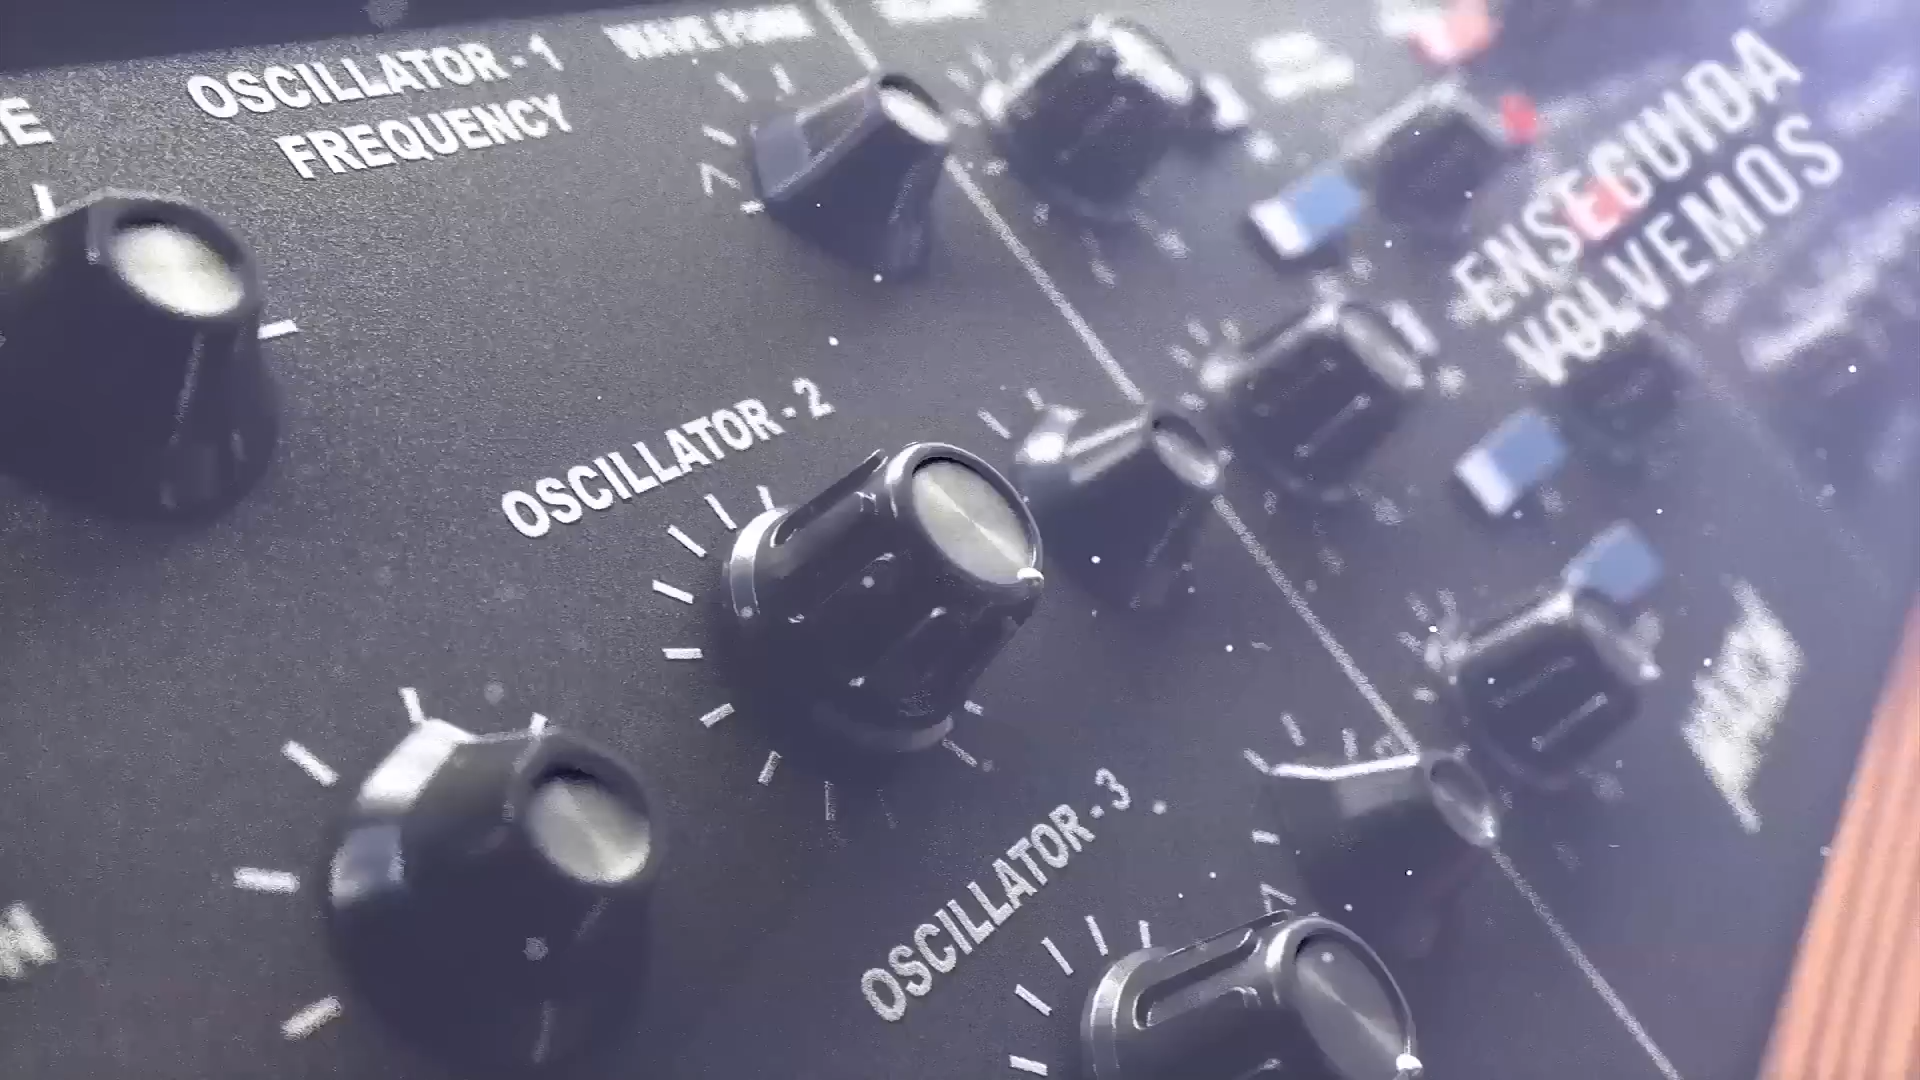 OSCILLATOR - 1
FREQUENCY
WAVE FORM
ENSEGUIDA
VOLVEMOS
OSCILLATOR - 2
OSCILLATOR - 3